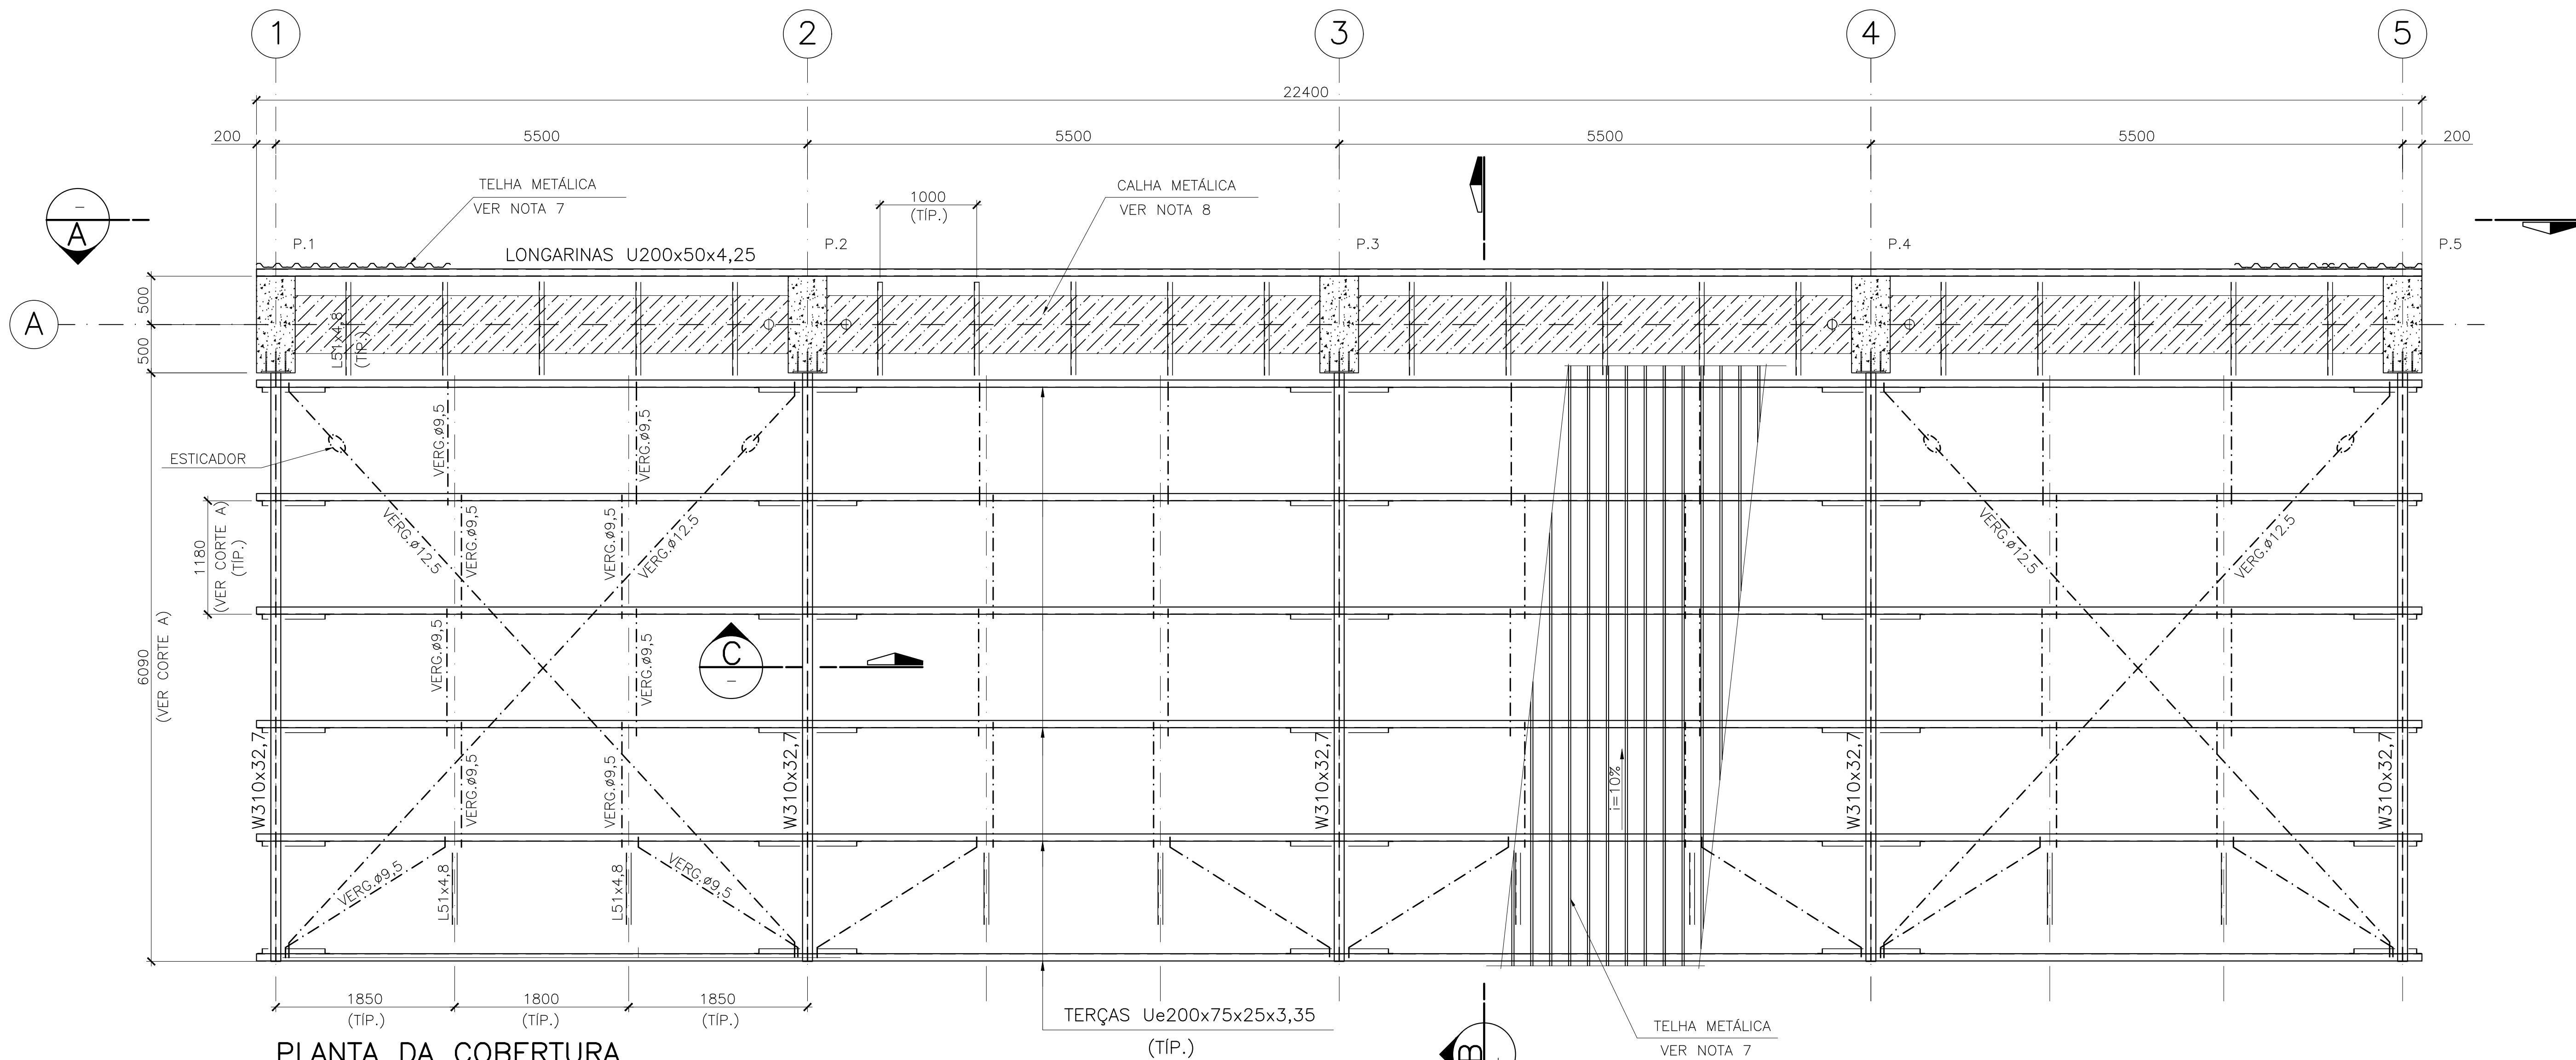 1 2 3 4 5
22400
200 5500 5500 5500 5500 200
TELHA METÁLICA
VER NOTA 7
1000
(TÍP.)
CALHA METÁLICA
VER NOTA 8
–
A
P.1 P.2 P.3 P.4 P.5
LONGARINAS U200x50x4,25
500
A
500
L51x4,8
(TÍP.)
ESTICADOR
VERG.ø9,5
VERG.ø9,5
VERG.ø12.5
VERG.ø9,5
VERG.ø9,5
VERG.ø12.5
VERG.ø12.5
VERG.ø12.5
1180
(VER CORTE A)
(TÍP.)
6090
(VER CORTE A)
VERG.ø9,5
VERG.ø9,5
C
–
W310x32,7
VERG.ø9,5
VERG.ø9,5
W310x32,7
W310x32,7
i=10%
W310x32,7
W310x32,7
VERG.ø9,5
L51x4,8
L51x4,8
VERG.ø9,5
1850 1800 1850
(TÍP.) (TÍP.) (TÍP.)
TERÇAS Ue200x75x25x3,35
(TÍP.)
B
TELHA METÁLICA
VER NOTA 7
PLANTA DA COBERTURA